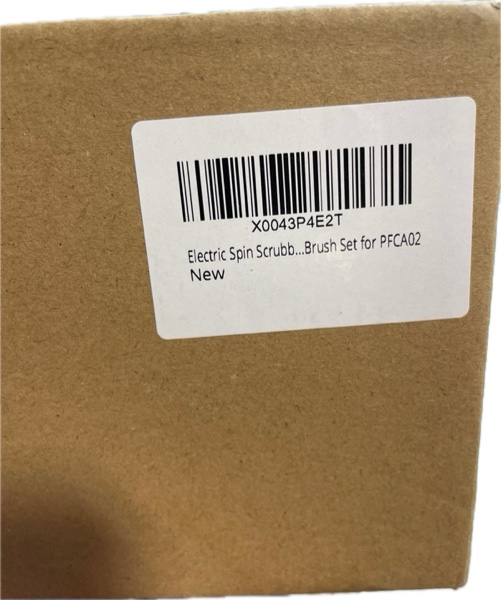 X0043P4E2T
Electric Spin Scrubb...Brush Set for PFCA02
New